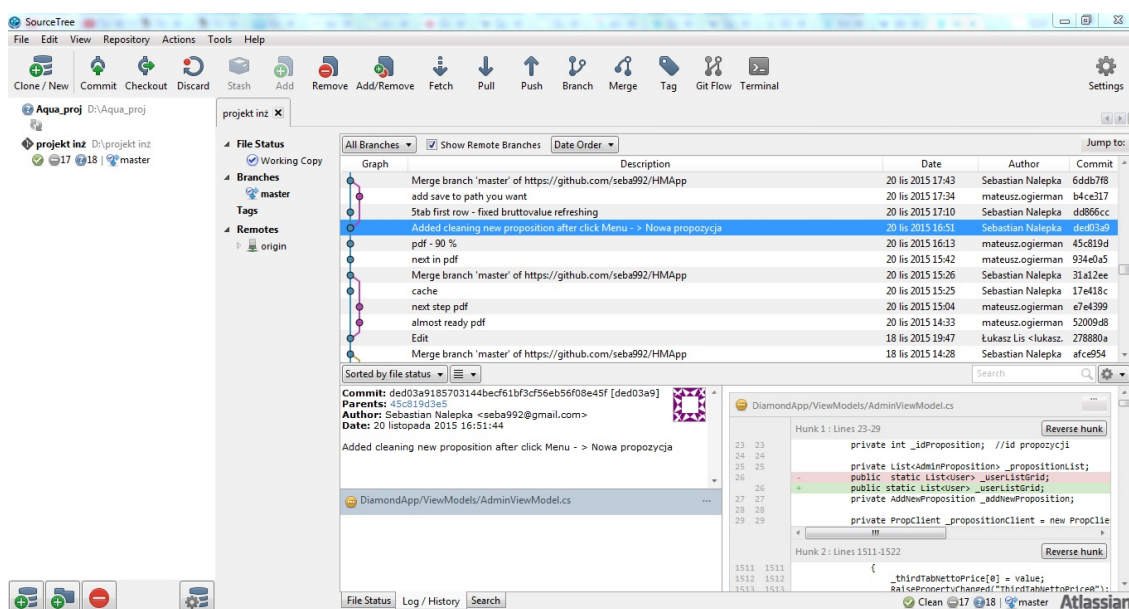 SourceTree
File Edit View Repository Actions Tools Help
Clone / New Commit Checkout Discard Stash Add Remove Add/Remove Fetch Pull Push Branch Merge Tag Git Flow Terminal Settings
Aqua_proj D:\Aqua_proj
projekt inż D:\projekt inż
17 18 | master
projekt inż
File Status
Working Copy
Branches
master
Tags
Remotes
origin
All Branches Show Remote Branches Date Order Jump to:
Graph Description Date Author Commit
Merge branch 'master' of https://github.com/seba992/HMApp 20 lis 2015 17:43 Sebastian Nalepka 6ddb7f8
add save to path you want 20 lis 2015 17:34 mateusz.ogierman b4ce317
5tab first row - fixed bruttovalue refreshing 20 lis 2015 17:10 Sebastian Nalepka dd866cc
Added cleaning new proposition after click Menu - > Nowa propozycja 20 lis 2015 16:51 Sebastian Nalepka ded03a9
pdf - 90 % 20 lis 2015 16:13 mateusz.ogierman 45c819d
next in pdf 20 lis 2015 15:42 mateusz.ogierman 934e0a5
Merge branch 'master' of https://github.com/seba992/HMApp 20 lis 2015 15:26 Sebastian Nalepka 31a12ee
cache 20 lis 2015 15:25 Sebastian Nalepka 17e418c
next step pdf 20 lis 2015 15:04 mateusz.ogierman e7e4399
almost ready pdf 20 lis 2015 14:33 mateusz.ogierman 52009d8
Edit 18 lis 2015 19:47 Łukasz Lis <lukasz. 278880a
Merge branch 'master' of https://github.com/seba992/HMApp 18 lis 2015 14:28 Sebastian Nalepka afce954
Sorted by file status Search
Commit: ded03a9185703144becf61bf3cf56eb56f08e45f [ded03a9]
Parents: 45c819d3e5
Author: Sebastian Nalepka <seba992@gmail.com>
Date: 20 listopada 2015 16:51:44
Added cleaning new proposition after click Menu - > Nowa propozycja
DiamondApp/ViewModels/AdminViewModel.cs
DiamondApp/ViewModels/AdminViewModel.cs
Hunk 1 : Lines 23-29 Reverse hunk
23 23 private int _idProposition; //id propozycji
24 24
25 25 private List<AdminProposition> _propositionList;
26 - public static List<User> _userListGrid;
26 + public static List<User> _userListGrid;
27 27 private AddNewProposition _addNewProposition;
28 28
29 29 private PropClient _propositionClient = new PropClie
Hunk 2 : Lines 1511-1522 Reverse hunk
1511 1511 {
1512 1512 _thirdTabNettoPrice[0] = value;
1513 1513 RaisePropertyChanged("ThirdTabNettoPrice0");
File Status Log / History Search
Clean 17 18 master Atlassian